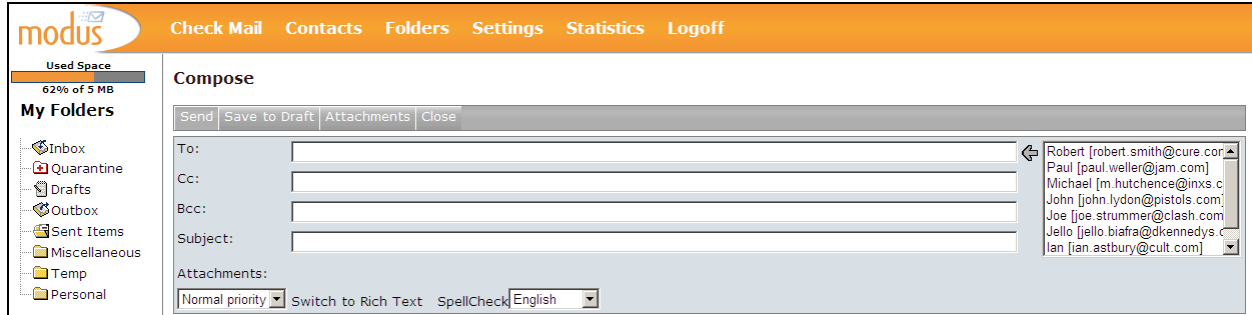 modus
Check Mail Contacts Folders Settings Statistics Logoff
Used Space
62% of 5 MB
My Folders
Inbox
Quarantine
Drafts
Outbox
Sent Items
Miscellaneous
Temp
Personal
Compose
Send Save to Draft Attachments Close
To:
Cc:
Bcc:
Subject:
Robert [robert.smith@cure.com
Paul [paul.weller@jam.com]
Michael [m.hutchence@inxs.c
John [john.lydon@pistols.com]
Joe [joe.strummer@clash.com
Jello [jello.biafra@dkennedys.c
Ian [ian.astbury@cult.com]
Attachments:
Normal priority Switch to Rich Text SpellCheck English